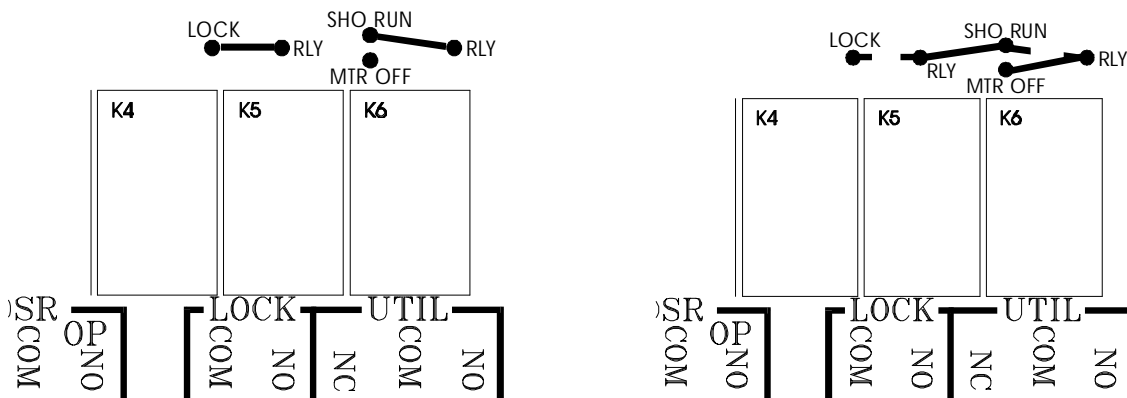 LOCK
RLY
SHO RUN
RLY
MTR OFF
K4
K5
K6
SR
OP
LOCK
UTIL
COM
NO
COM
NO
NC
COM
NO
LOCK
RLY
SHO RUN
RLY
MTR OFF
K4
K5
K6
OSR
OP
LOCK
UTIL
COM
NO
COM
NO
NC
COM
NO